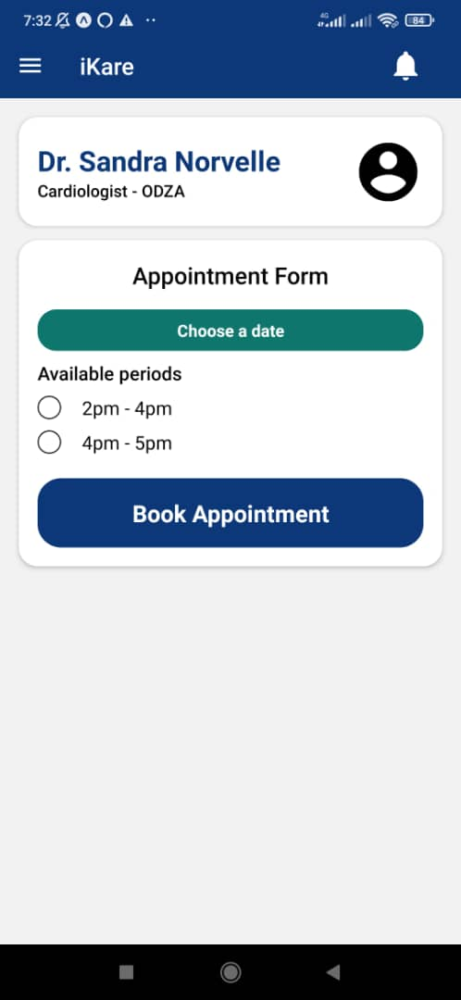 7:32
4G
84
iKare
Dr. Sandra Norvelle
Cardiologist - ODZA
Appointment Form
Choose a date
Available periods
2pm - 4pm
4pm - 5pm
Book Appointment